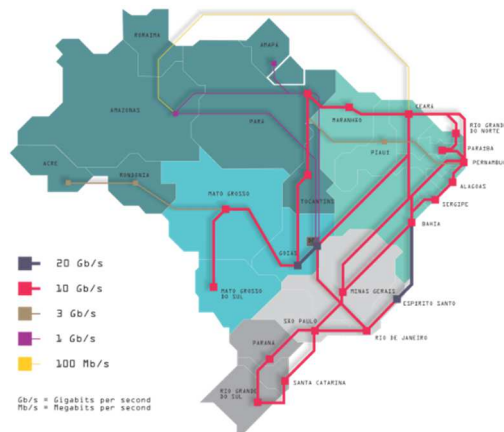 RORAIMA
AMAPA
AMAZONAS
PARÁ
MARANHAO
CEARA
RIO GRANDE
DO NORTE
PARAIBA
PIAUI
PERNAMBUCO
ACRE
RONDONIA
MATO GROSSO
TOCANTINS
ALAGOAS
SERGIPE
BAHIA
GOIAS
MATO GROSSO
DO SUL
MINAS GERAIS
ESPIRITO SANTO
SAO PAULO
RIO DE JANEIRO
PARANA
SANTA CATARINA
RIO GRANDE
DO SUL
20 Gb/s
10 Gb/s
3 Gb/s
1 Gb/s
100 Mb/s
Gb/s = Gigabits per second
Mb/s = Megabits per second